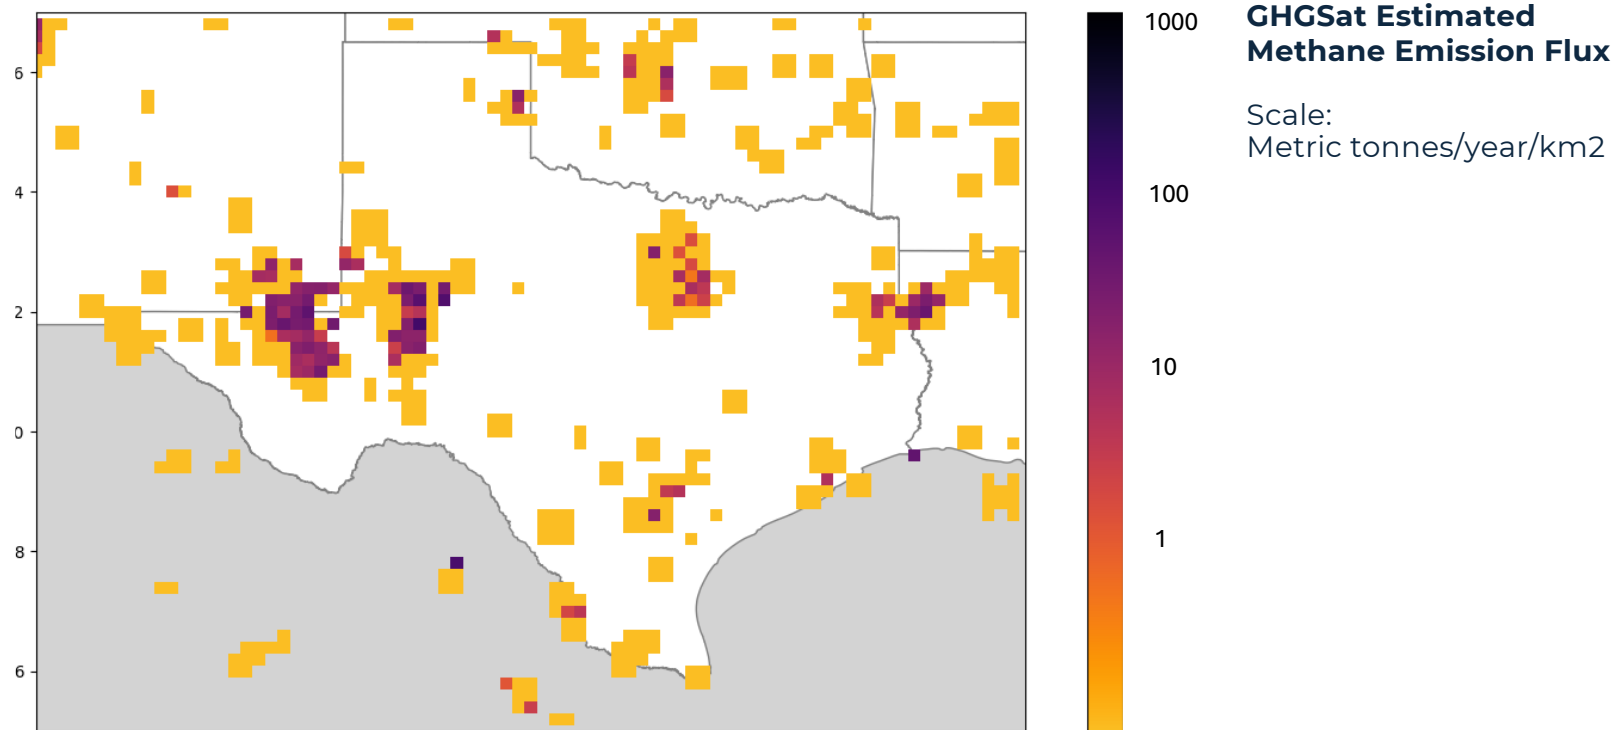 GHGSat Estimated
Methane Emission Flux
Scale:
Metric tonnes/year/km2
1000
100
10
1
6
4
2
0
8
6